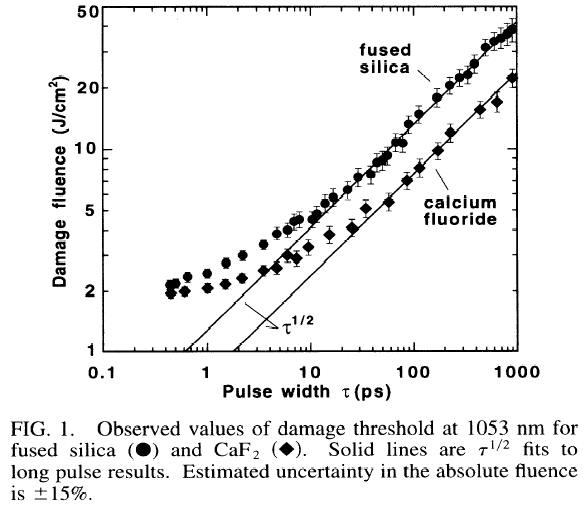 50
20
10
5
2
1
Damage fluence (J/cm²)
fused
silica
calcium
fluoride
τ^1/2
0.1
1
10
100
1000
Pulse width τ (ps)
FIG. 1. Observed values of damage threshold at 1053 nm for
fused silica (●) and CaF₂ (◆). Solid lines are τ^1/2 fits to
long pulse results. Estimated uncertainty in the absolute fluence
is ±15%.